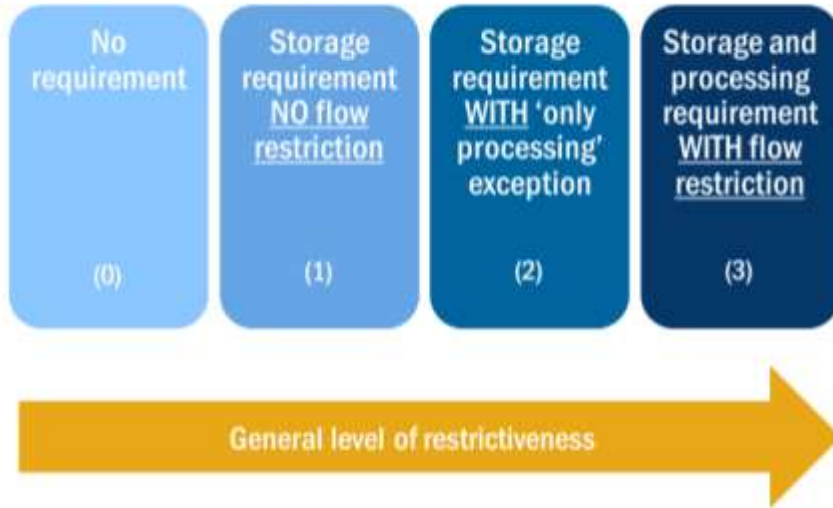 No
requirement
(0)
Storage
requirement
NO flow
restriction
(1)
Storage
requirement
WITH ‘only
processing’
exception
(2)
Storage and
processing
requirement
WITH flow
restriction
(3)
General level of restrictiveness